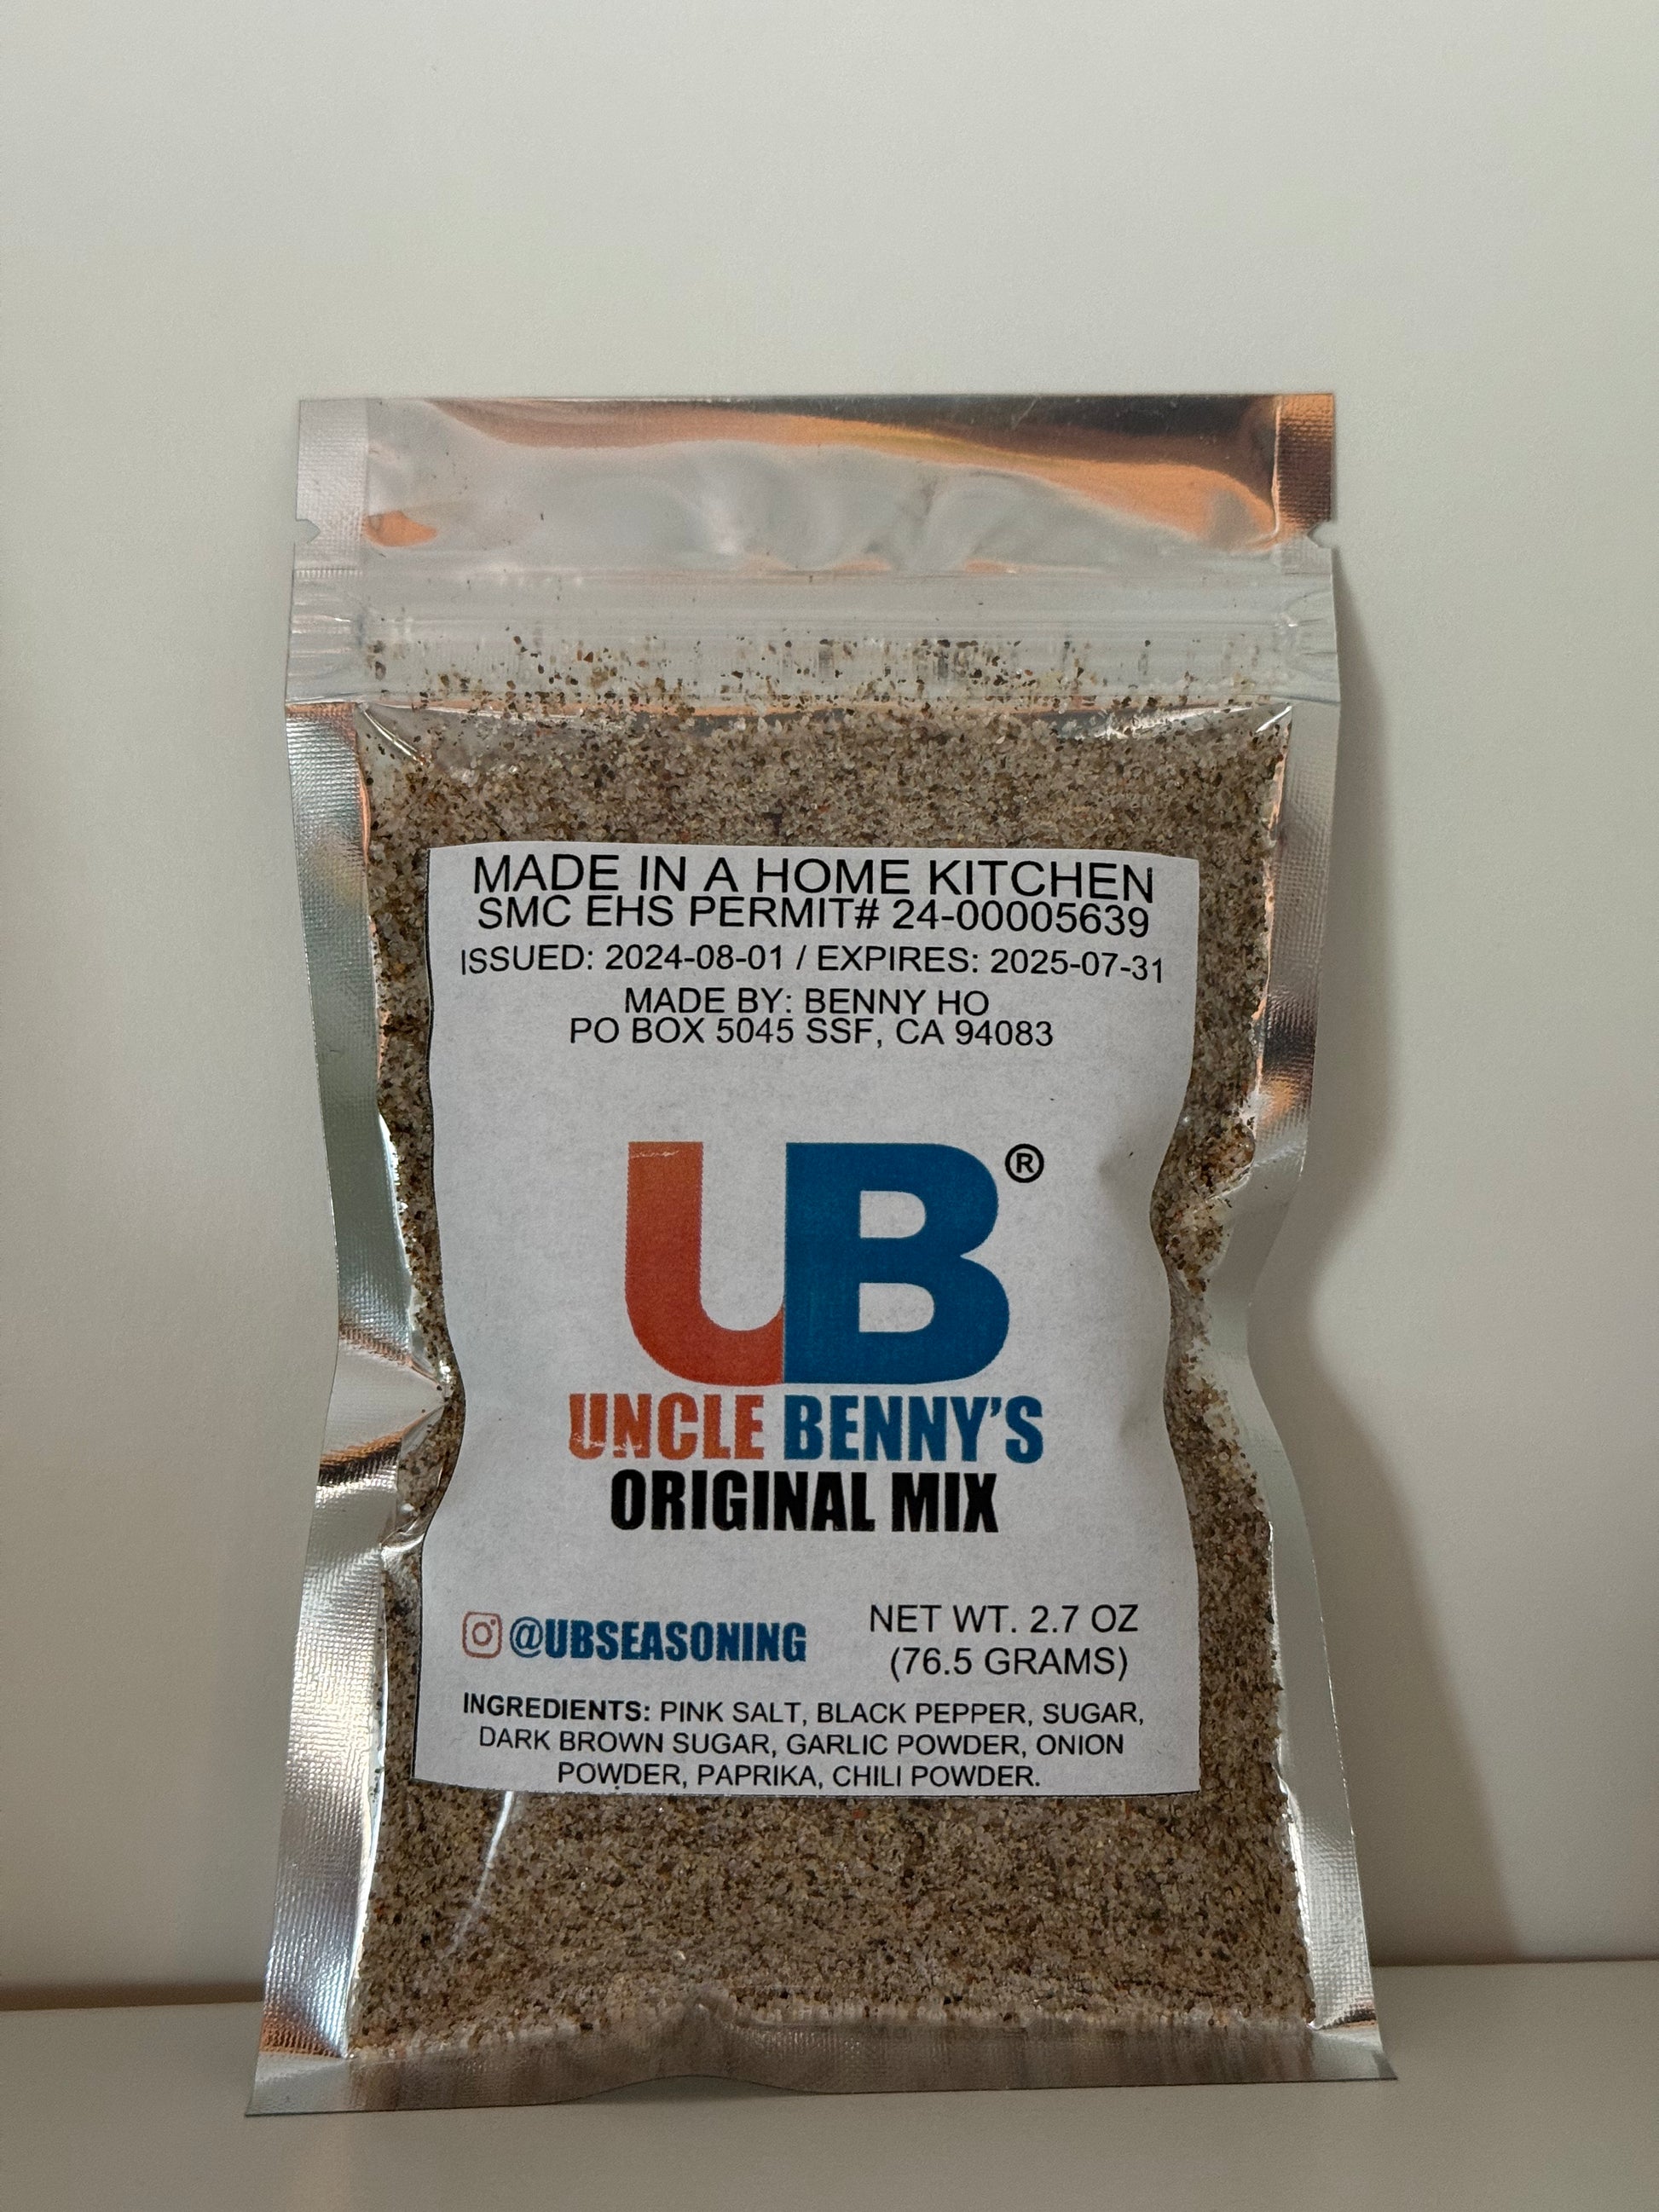 MADE IN A HOME KITCHEN
SMC EHS PERMIT# 24-00005639
ISSUED: 2024-08-01 / EXPIRES: 2025-07-31
MADE BY: BENNY HO
PO BOX 5045 SSF, CA 94083
UB®
UNCLE BENNY'S
ORIGINAL MIX
@UBSEASONING
NET WT. 2.7 OZ
(76.5 GRAMS)
INGREDIENTS: PINK SALT, BLACK PEPPER, SUGAR,
DARK BROWN SUGAR, GARLIC POWDER, ONION
POWDER, PAPRIKA, CHILI POWDER.